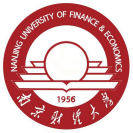 NANJING UNIVERSITY OF FINANCE & ECONOMICS
1956
南京财经大学